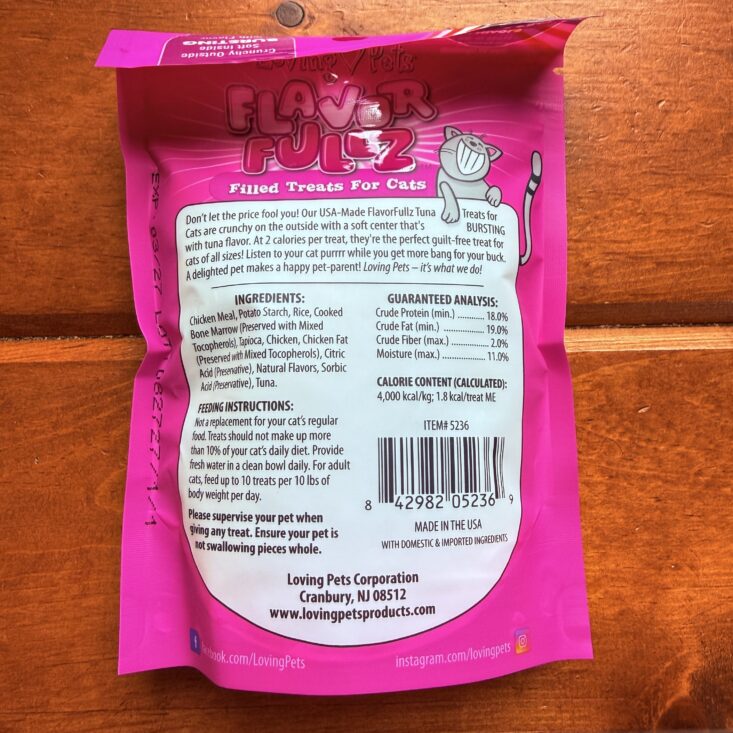 Crunchy Outside
Soft Inside
BURSTING
with Flavor
Loving Pets
FLAVOR
FULLZ
Filled Treats For Cats
Don't let the price fool you! Our USA-Made FlavorFullz Tuna Treats for
Cats are crunchy on the outside with a soft center that's BURSTING
with tuna flavor. At 2 calories per treat, they're the perfect guilt-free treat for
cats of all sizes! Listen to your cat purrrr while you get more bang for your buck.
A delighted pet makes a happy pet-parent! Loving Pets – it's what we do!
INGREDIENTS:
Chicken Meal, Potato Starch, Rice, Cooked
Bone Marrow (Preserved with Mixed
Tocopherols), Tapioca, Chicken, Chicken Fat
(Preserved with Mixed Tocopherols), Citric
Acid (Preservative), Natural Flavors, Sorbic
Acid (Preservative), Tuna.
FEEDING INSTRUCTIONS:
Not a replacement for your cat's regular
food. Treats should not make up more
than 10% of your cat's daily diet. Provide
fresh water in a clean bowl daily. For adult
cats, feed up to 10 treats per 10 lbs of
body weight per day.
Please supervise your pet when
giving any treat. Ensure your pet is
not swallowing pieces whole.
GUARANTEED ANALYSIS:
Crude Protein (min.) ........... 18.0%
Crude Fat (min.) ................. 19.0%
Crude Fiber (max.) .............. 2.0%
Moisture (max.) ................. 11.0%
CALORIE CONTENT (CALCULATED):
4,000 kcal/kg; 1.8 kcal/treat ME
ITEM# 5236
8 42982 05236 9
MADE IN THE USA
WITH DOMESTIC & IMPORTED INGREDIENTS
Loving Pets Corporation
Cranbury, NJ 08512
www.lovingpetsproducts.com
facebook.com/LovingPets
instagram.com/lovingpets
EXP 03/27 LOT